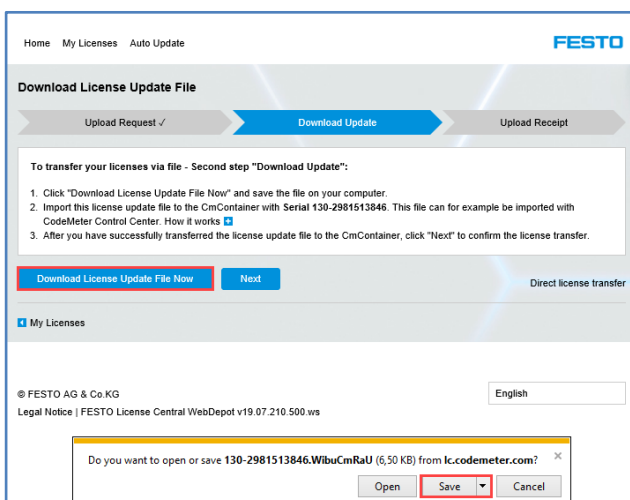 Home My Licenses Auto Update
FESTO
Download License Update File
Upload Request ✓ Download Update Upload Receipt
To transfer your licenses via file - Second step "Download Update":
1. Click "Download License Update File Now" and save the file on your computer.
2. Import this license update file to the CmContainer with Serial 130-2981513846. This file can for example be imported with
CodeMeter Control Center. How it works
3. After you have successfully transferred the license update file to the CmContainer, click "Next" to confirm the license transfer.
Download License Update File Now Next
Direct license transfer
My Licenses
© FESTO AG & Co.KG
English
Legal Notice | FESTO License Central WebDepot v19.07.210.500.ws
Do you want to open or save 130-2981513846.WibuCmRaU (6,50 KB) from lc.codemeter.com?
Open Save Cancel